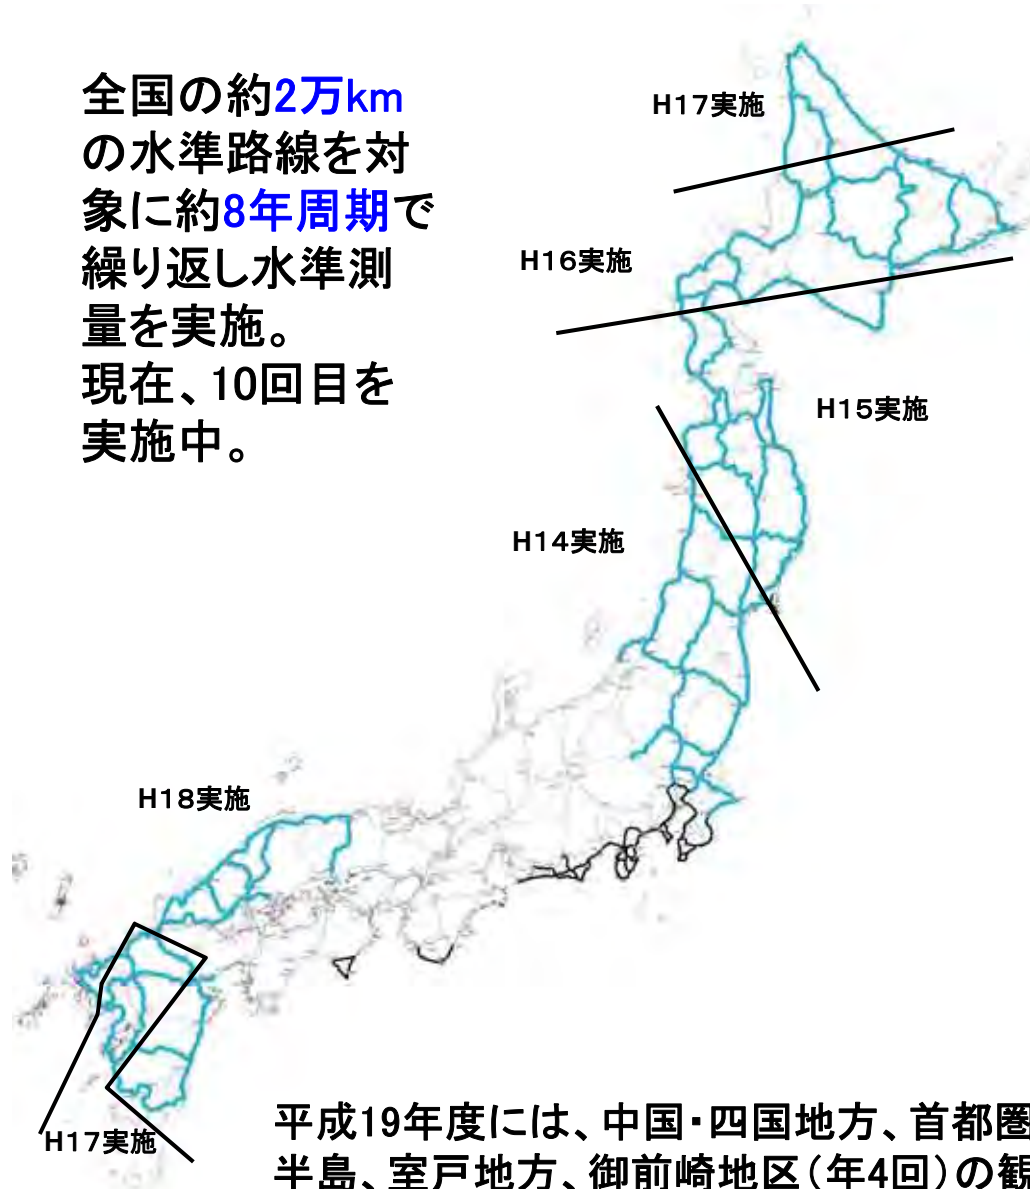 全国の約2万km
の水準路線を対
象に約8年周期で
繰り返し水準測
量を実施。
現在、10回目を
実施中。
H17実施
H16実施
H15実施
H14実施
H18実施
H17実施
平成19年度には、中国・四国地方、首都圏
半島、室戸地方、御前崎地区（年4回）の観